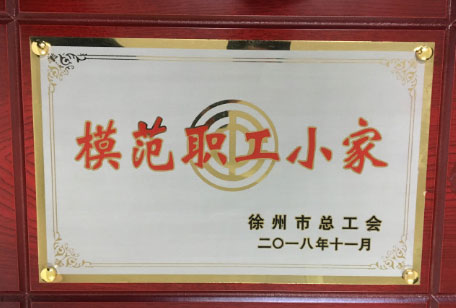 模范职工小家
徐州市总工会
二〇一八年十一月